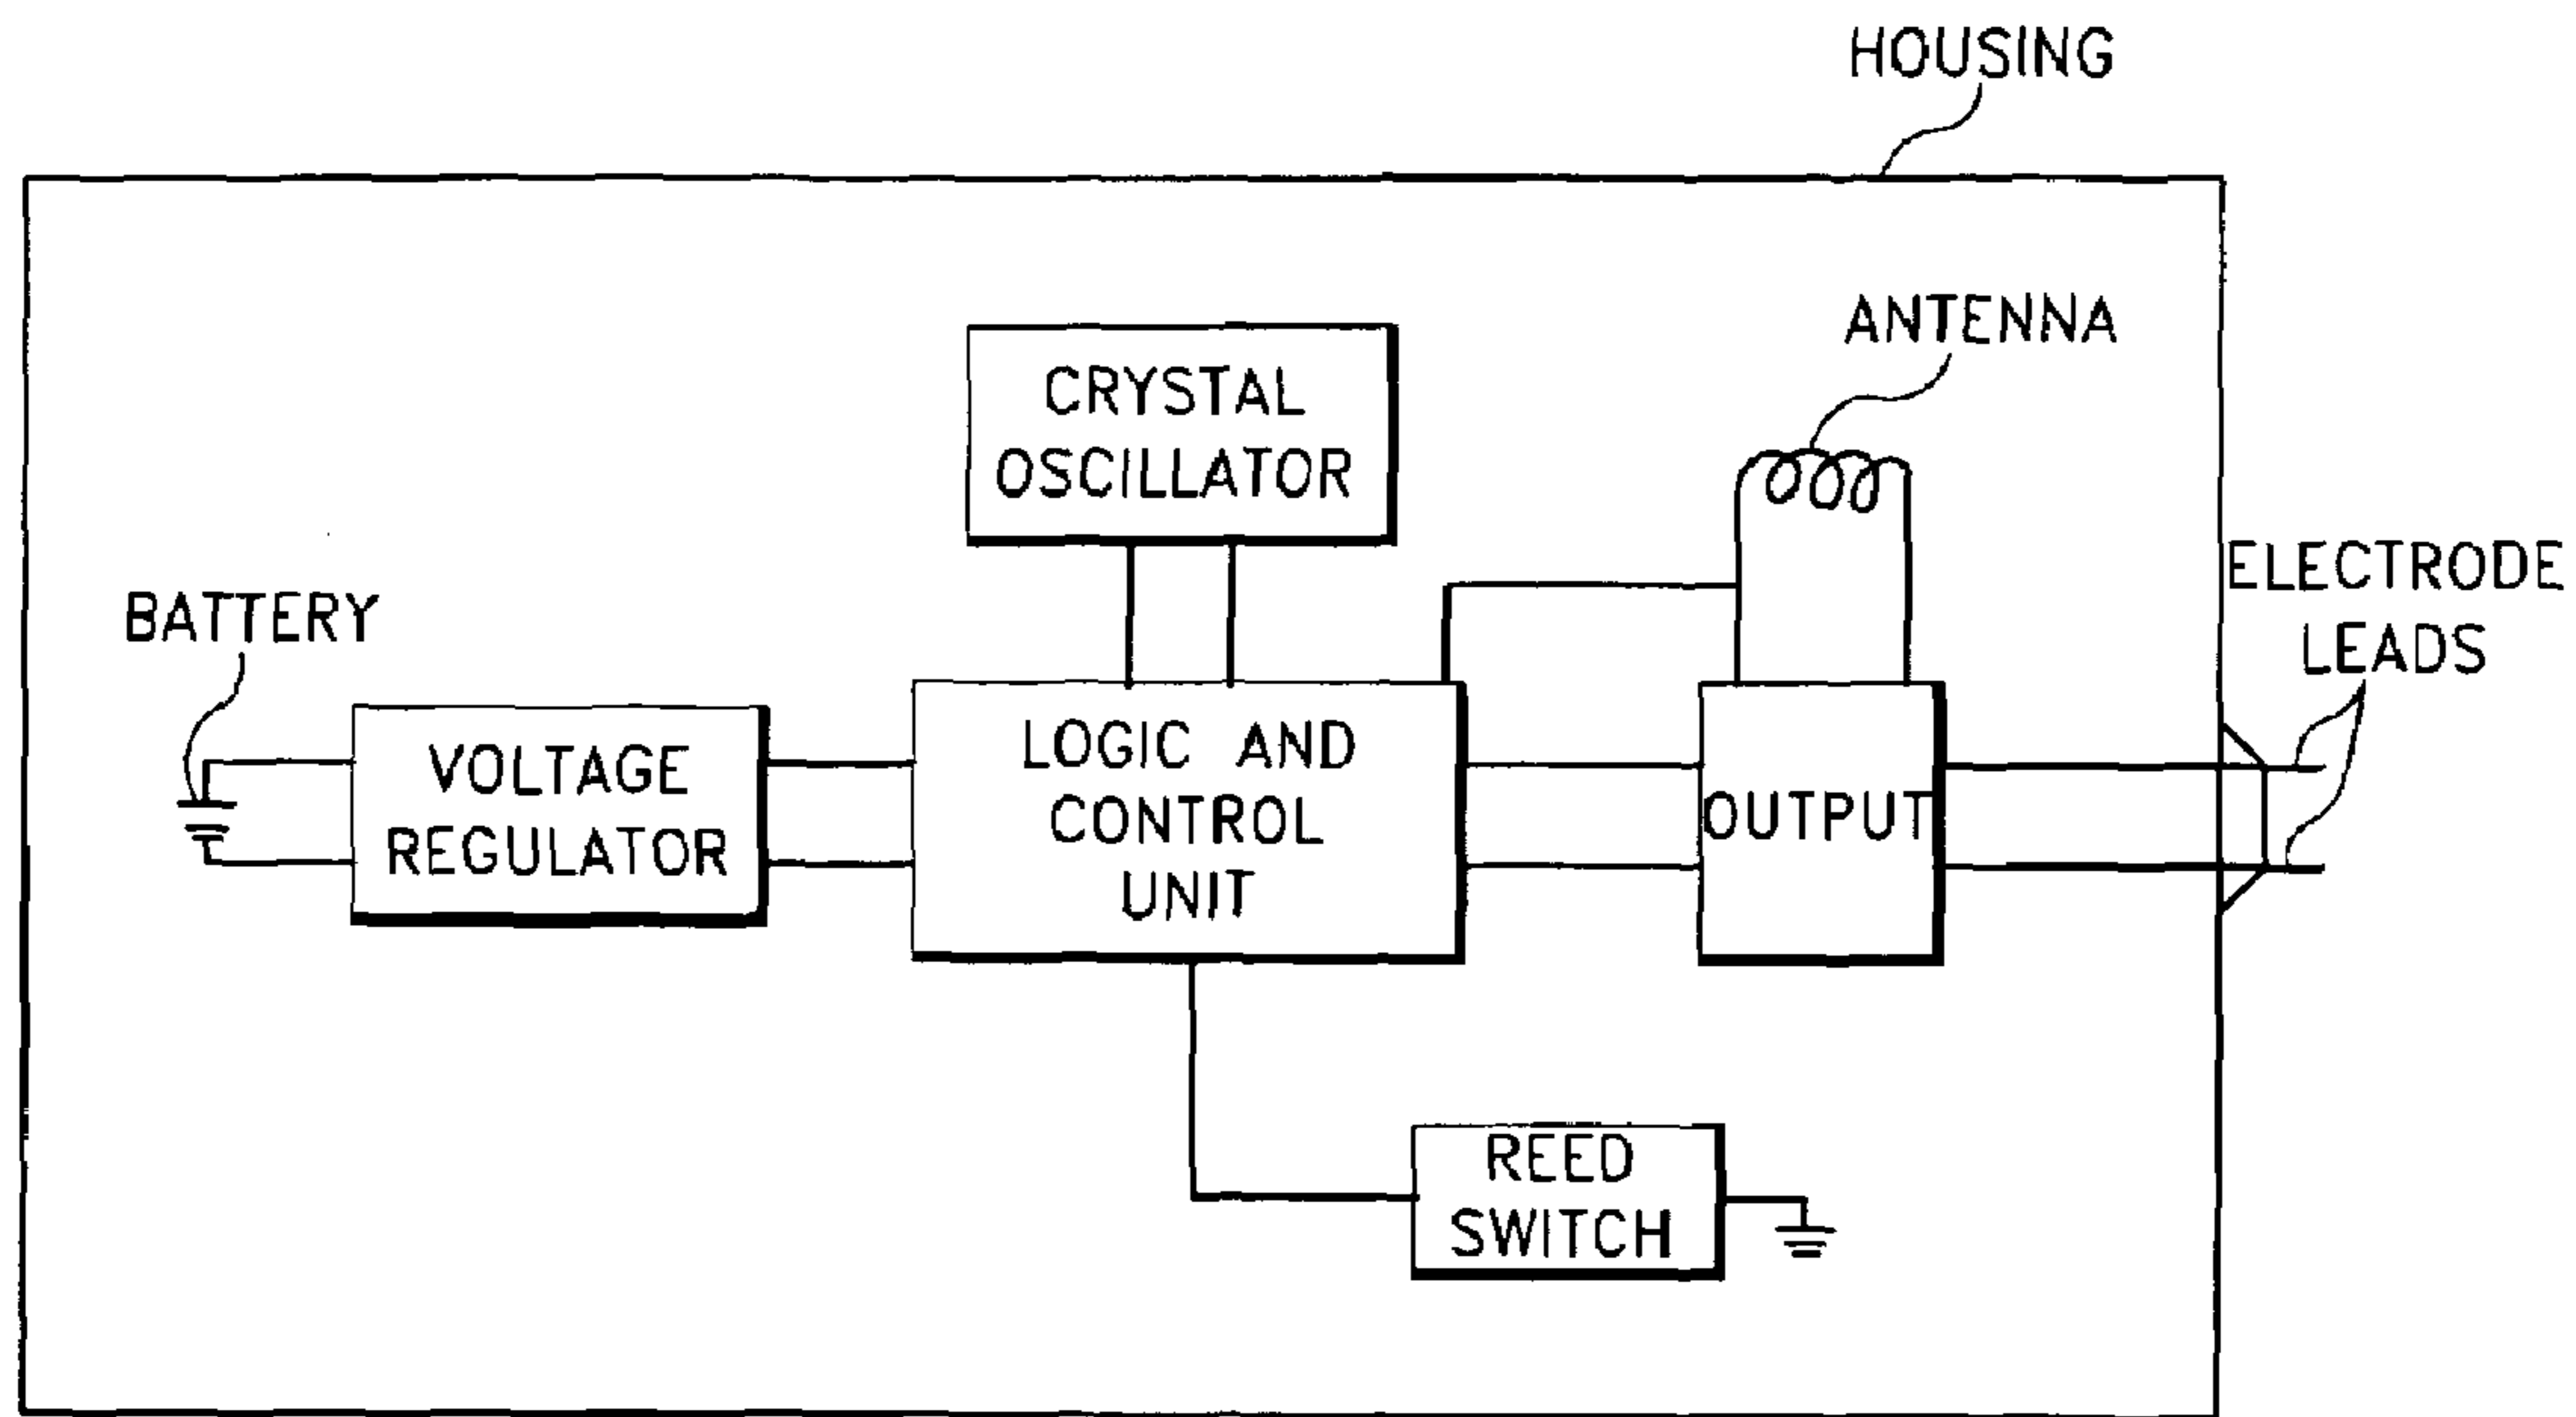 HOUSING
ANTENNA
CRYSTAL
OSCILLATOR
ELECTRODE
LEADS
BATTERY
VOLTAGE
REGULATOR
LOGIC AND
CONTROL
UNIT
OUTPUT
REED
SWITCH